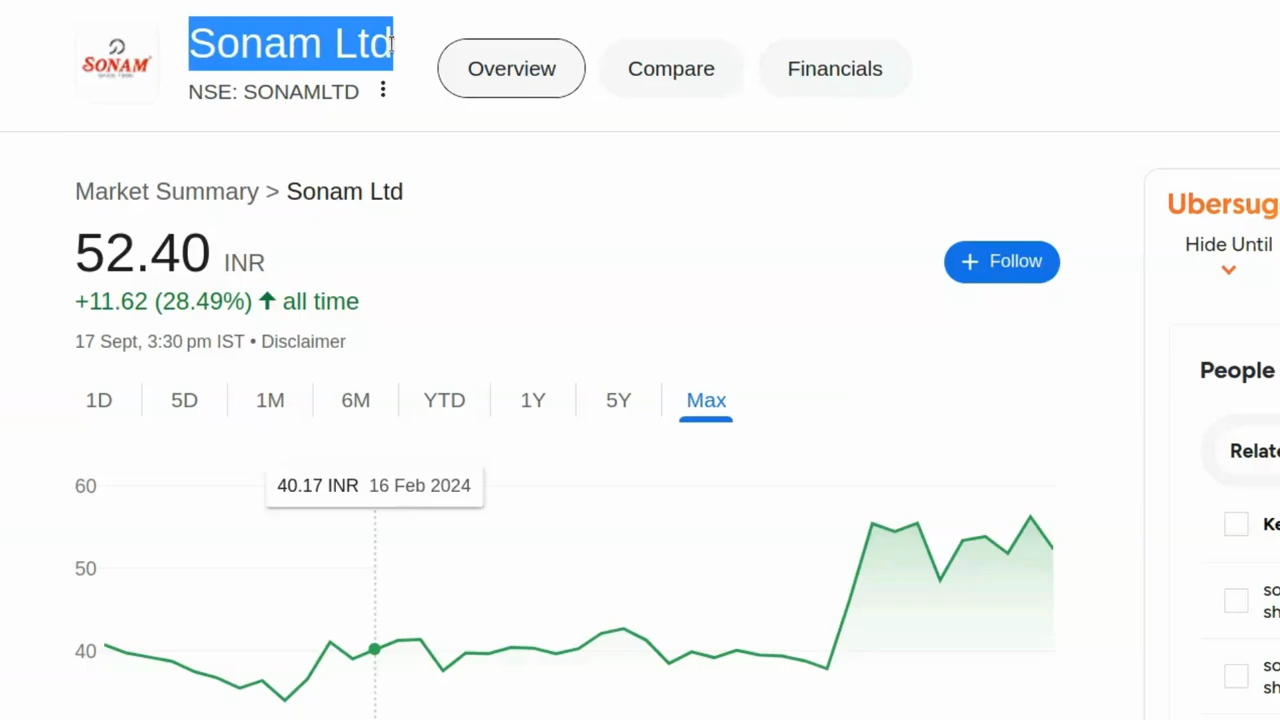 SONAM
Sonam Ltd
NSE: SONAMLTD
Overview
Compare
Financials
Market Summary > Sonam Ltd
52.40 INR
+11.62 (28.49%) ↑ all time
17 Sept, 3:30 pm IST • Disclaimer
+ Follow
1D
5D
1M
6M
YTD
1Y
5Y
Max
40.17 INR 16 Feb 2024
60
50
40
Ubersug
Hide Until
People
Relate
Ke
so
sh
so
sh